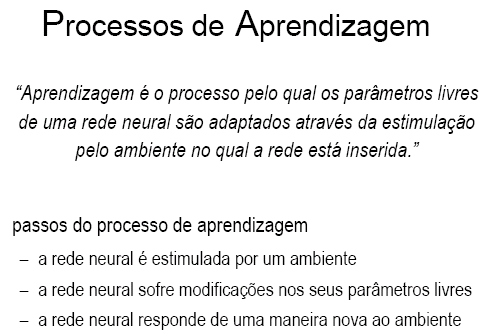 Processos de Aprendizagem
“Aprendizagem é o processo pelo qual os parâmetros livres
de uma rede neural são adaptados através da estimulação
pelo ambiente no qual a rede está inserida.”
passos do processo de aprendizagem
– a rede neural é estimulada por um ambiente
– a rede neural sofre modificações nos seus parâmetros livres
– a rede neural responde de uma maneira nova ao ambiente